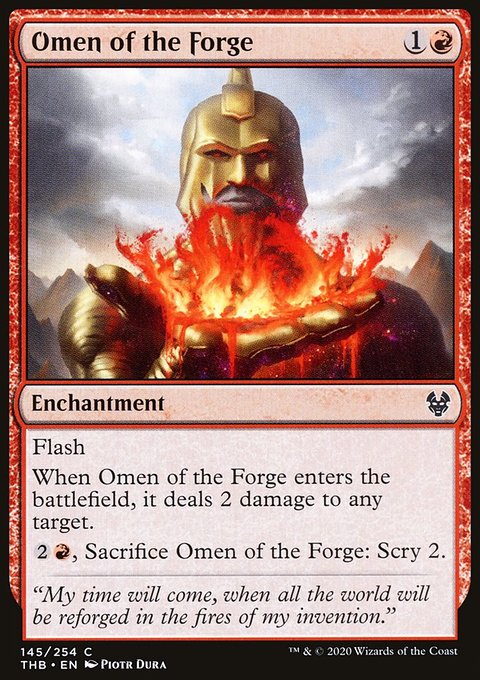 Omen of the Forge 1
Enchantment
Flash
When Omen of the Forge enters the
battlefield, it deals 2 damage to any
target.
2 , Sacrifice Omen of the Forge: Scry 2.
“My time will come, when all the world will
be reforged in the fires of my invention.”
145/254 C
THB • EN Piotr Dura
™ & © 2020 Wizards of the Coast